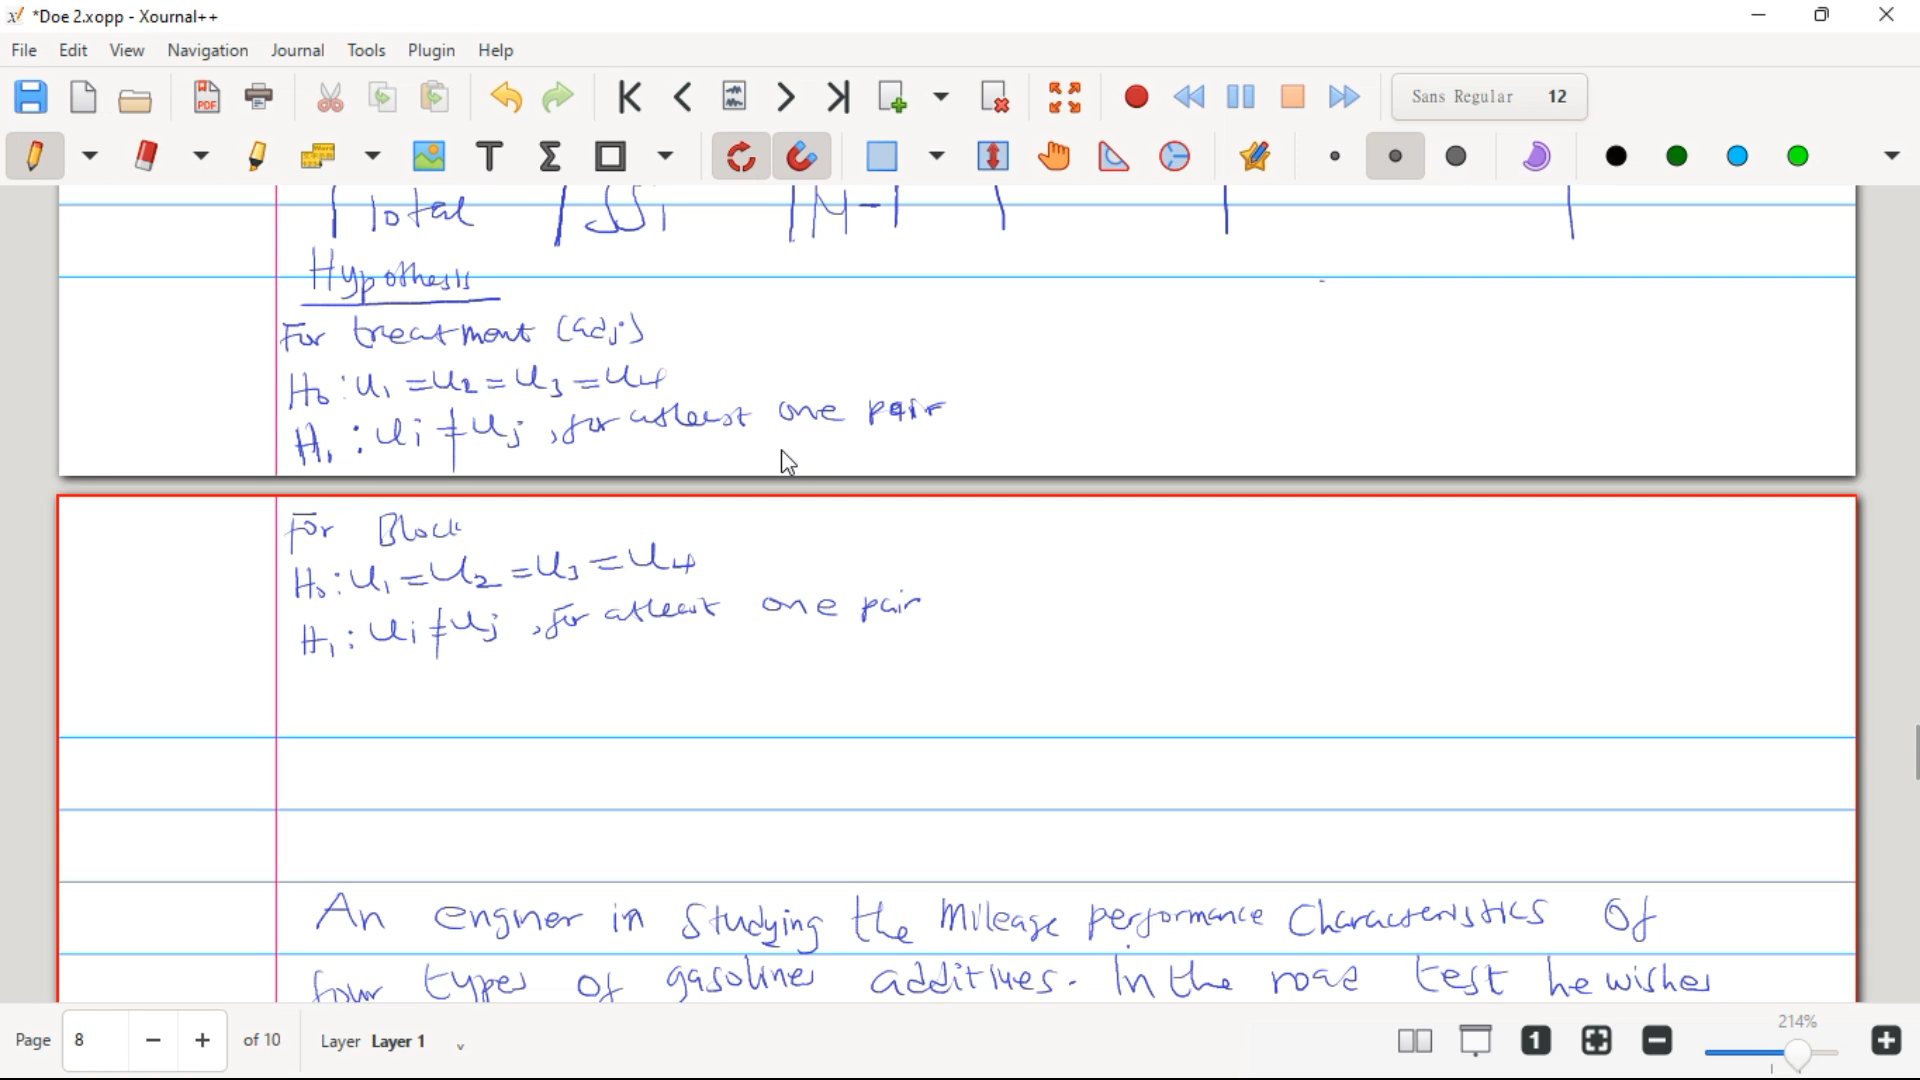 *Doe 2.xopp - Xournal++
File Edit View Navigation Journal Tools Plugin Help
Sans Regular 12
Total SST N-1
Hypothesis
For treatment (adj)
H0 : u1 = u2 = u3 = u4
H1 : ui ≠ uj , for atleast one pair
For Block
H0 : u1 = u2 = u3 = u4
H1 : ui ≠ uj , for atleast one pair
An enginer in studying the Mileage performance Characteristics Of
four types of gasolines additives. In the road test he wishes
Page 8 of 10 Layer Layer 1 214%